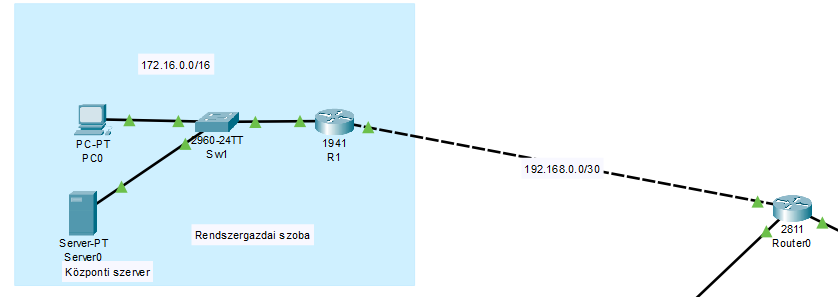 172.16.0.0/16
PC-PT
PC0
2960-24TT
Sw1
1941
R1
192.168.0.0/30
2811
Router0
Server-PT
Server0
Központi szerver
Rendszergazdai szoba